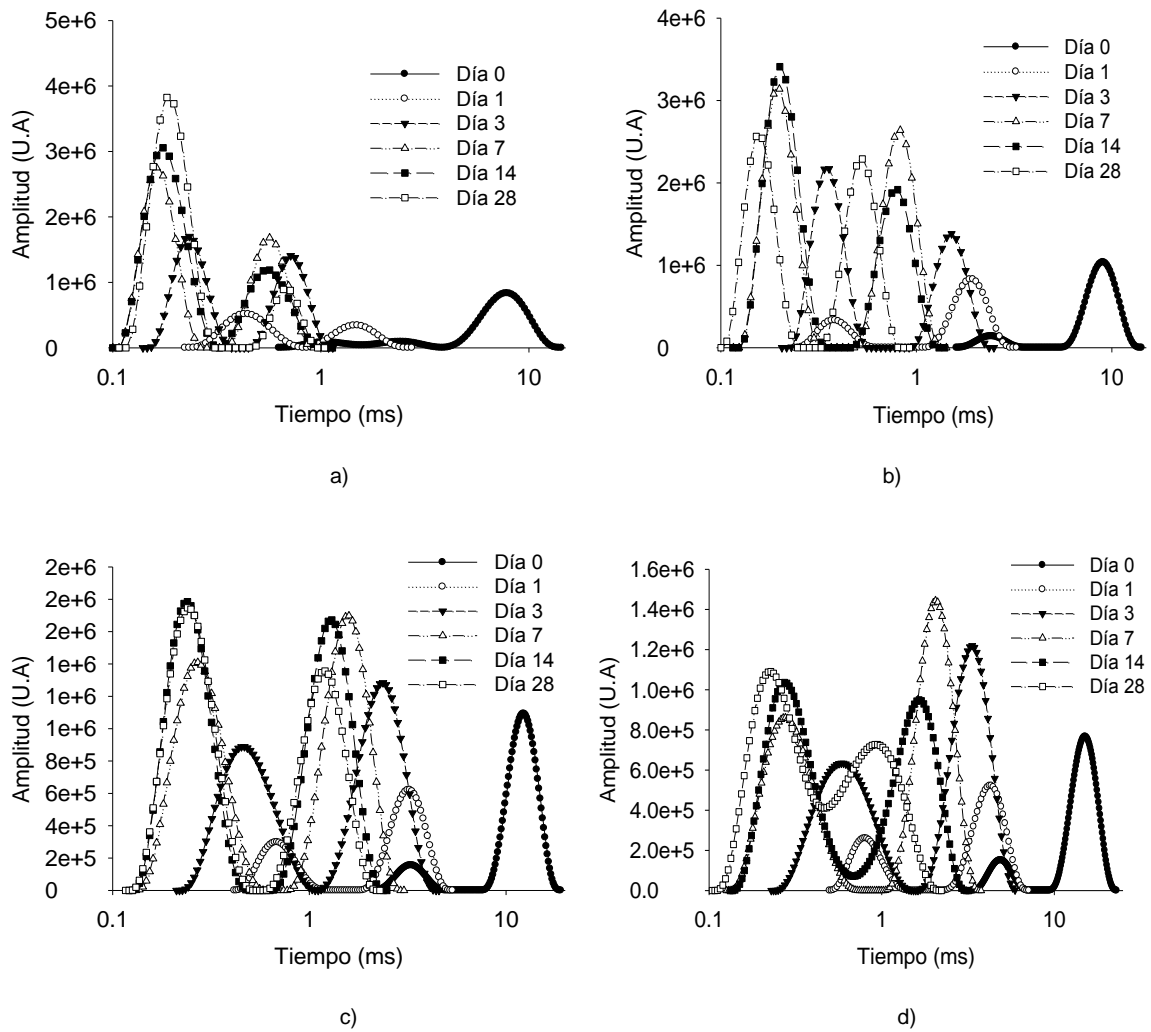 5e+6
4e+6
3e+6
2e+6
1e+6
0
Amplitud (U.A)
0.1 1 10
Tiempo (ms)
Día 0
Día 1
Día 3
Día 7
Día 14
Día 28
a)
4e+6
3e+6
2e+6
1e+6
0
Amplitud (U.A)
0.1 1 10
Tiempo (ms)
Día 0
Día 1
Día 3
Día 7
Día 14
Día 28
b)
2e+6
2e+6
2e+6
1e+6
1e+6
1e+6
8e+5
6e+5
4e+5
2e+5
0
Amplitud (U.A)
0.1 1 10
Tiempo (ms)
Día 0
Día 1
Día 3
Día 7
Día 14
Día 28
c)
1.6e+6
1.4e+6
1.2e+6
1.0e+6
8.0e+5
6.0e+5
4.0e+5
2.0e+5
0.0
Amplitud (U.A)
0.1 1 10
Tiempo (ms)
Día 0
Día 1
Día 3
Día 7
Día 14
Día 28
d)